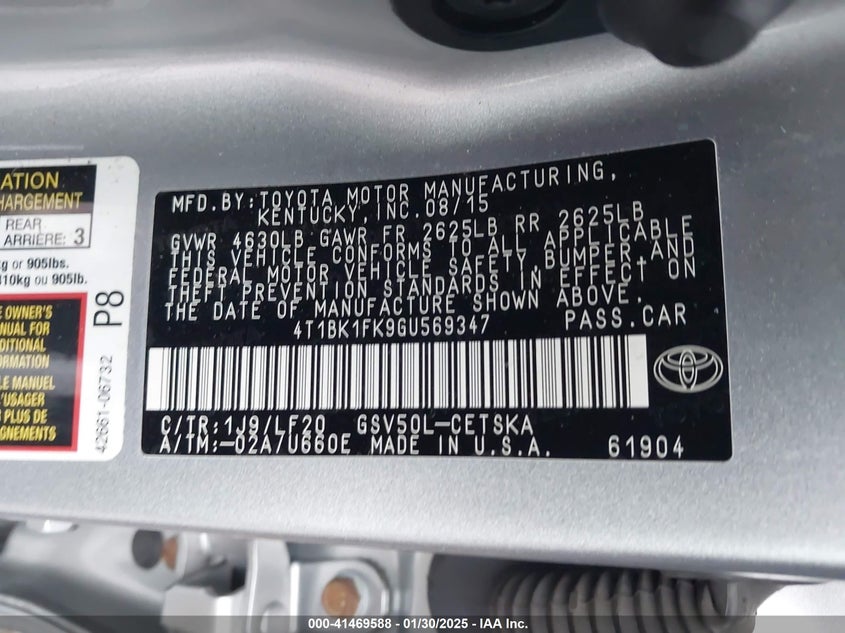 ATION
HARGEMENT
REAR
ARRIÈRE: 3
kg or 905lbs.
410kg ou 905lb.
P8
E OWNER'S
NUAL FOR
DITIONAL
FORMATION
LE MANUEL
L'USAGER
R PLUS DE
GNEMENTS
42661-06732
MFD.BY:TOYOTA MOTOR MANUFACTURING,
KENTUCKY,INC.08/15
GVWR 4630LB GAWR FR 2625LB RR 2625LB
THIS VEHICLE CONFORMS TO ALL APPLICABLE
FEDERAL MOTOR VEHICLE SAFETY,BUMPER,AND
THEFT PREVENTION STANDARDS IN EFFECT ON
THE DATE OF MANUFACTURE SHOWN ABOVE.
4T1BK1FK9GU569347 PASS.CAR
C/TR:1J9/LF20 GSV50L-CETSKA
A/TM:-02A7U660E MADE IN U.S.A. 61904
000-41469588 - 01/30/2025 - IAA Inc.